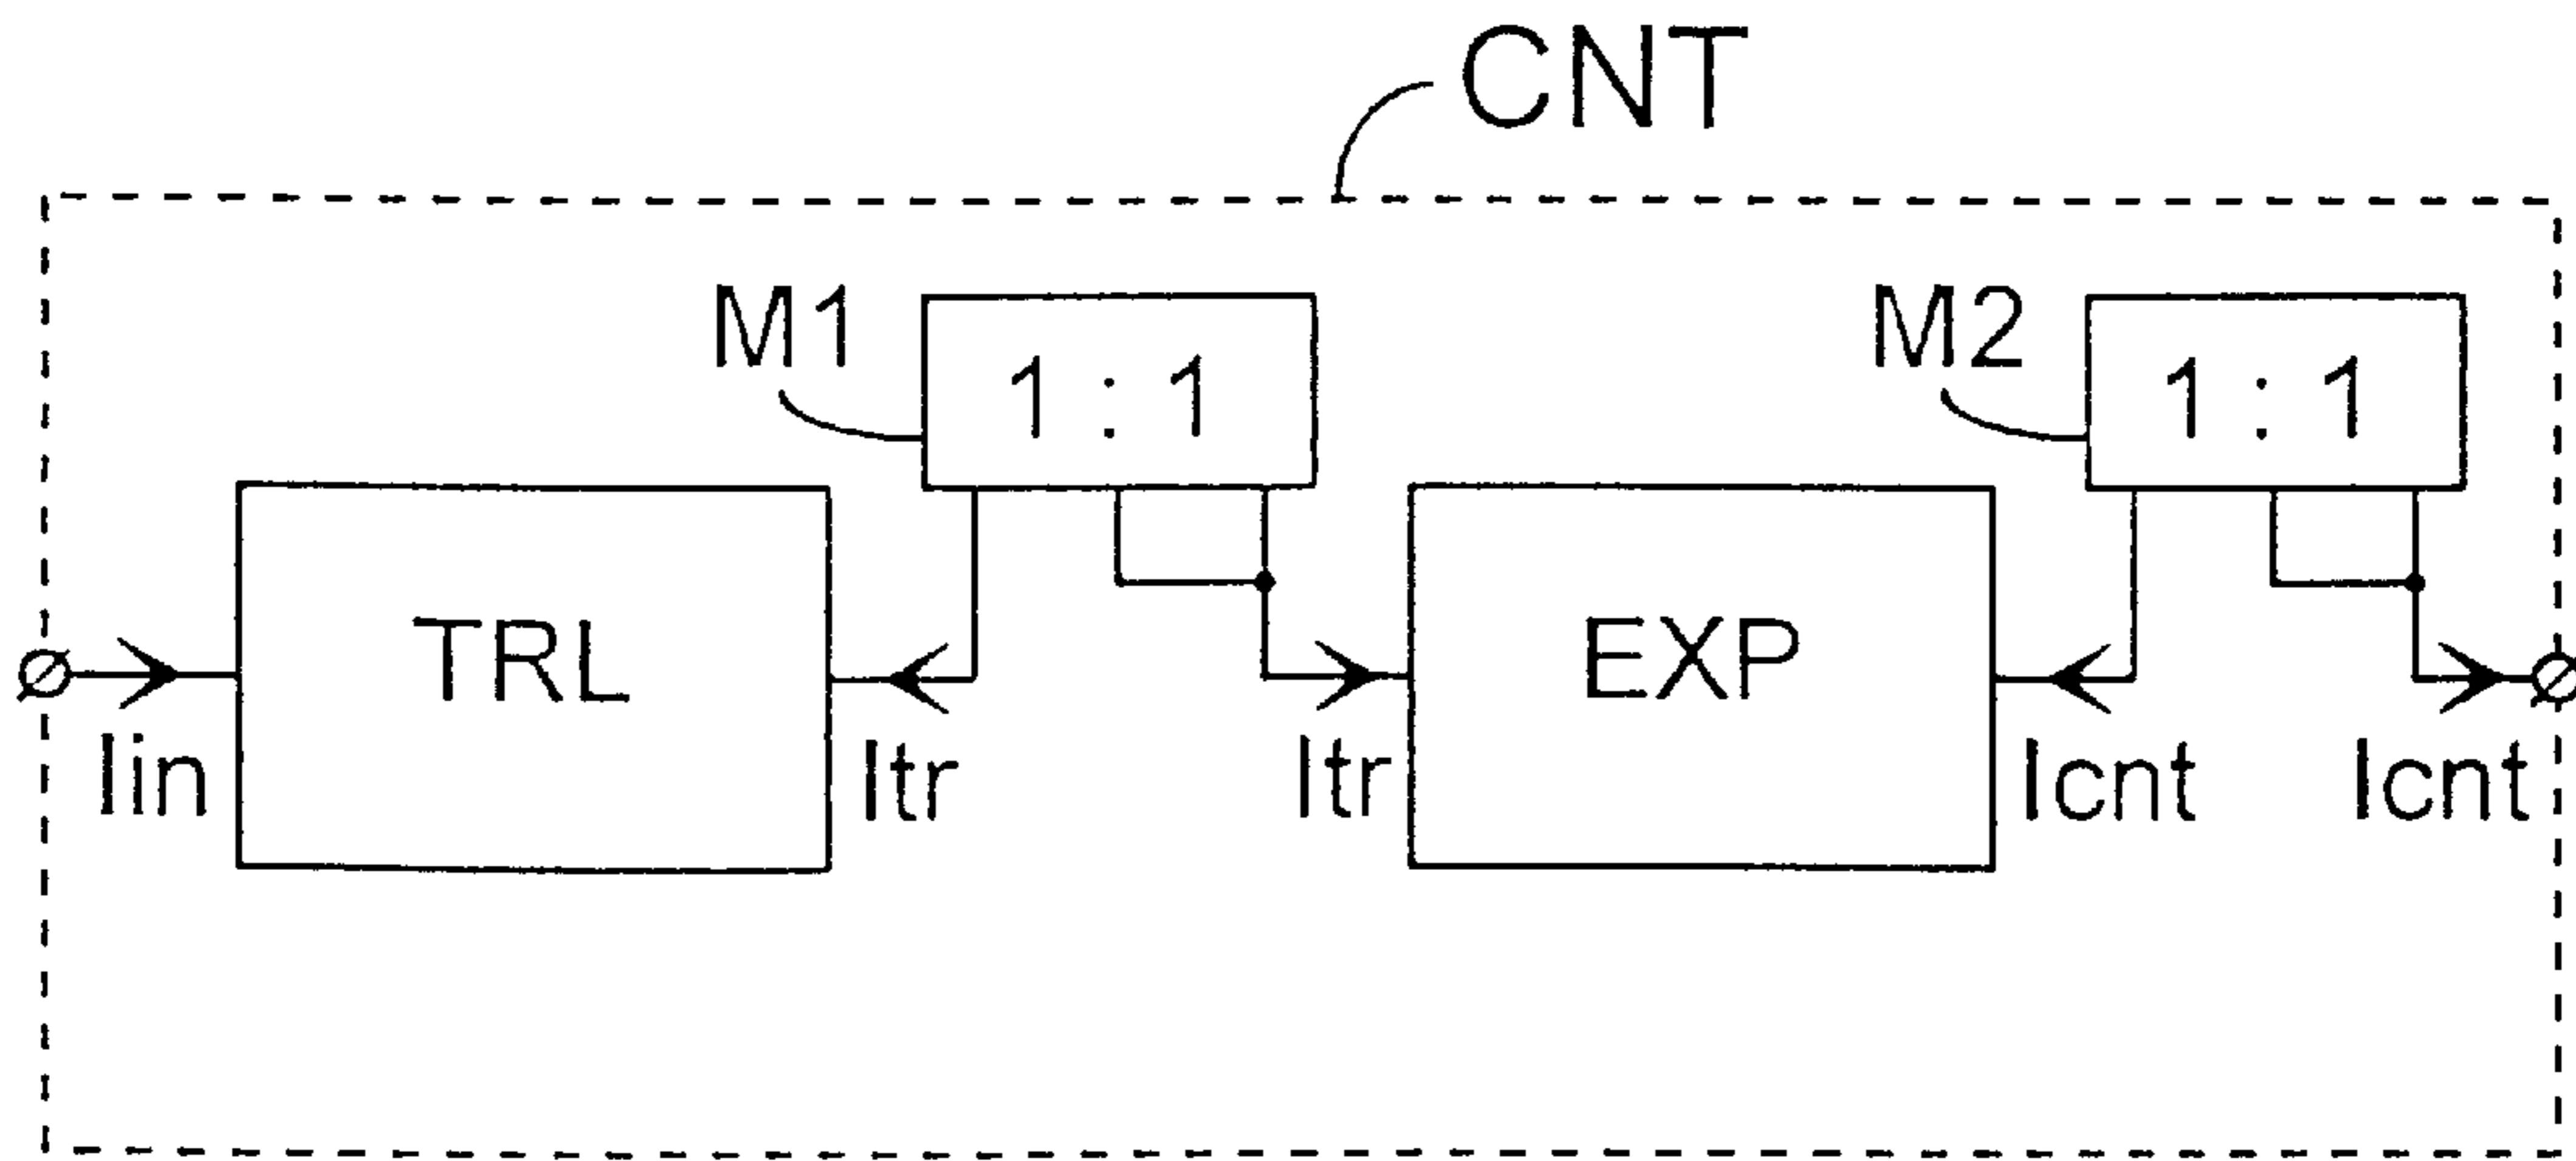 CNT
M1
1 : 1
M2
1 : 1
TRL
EXP
Iin
Itr
Itr
Icnt
Icnt